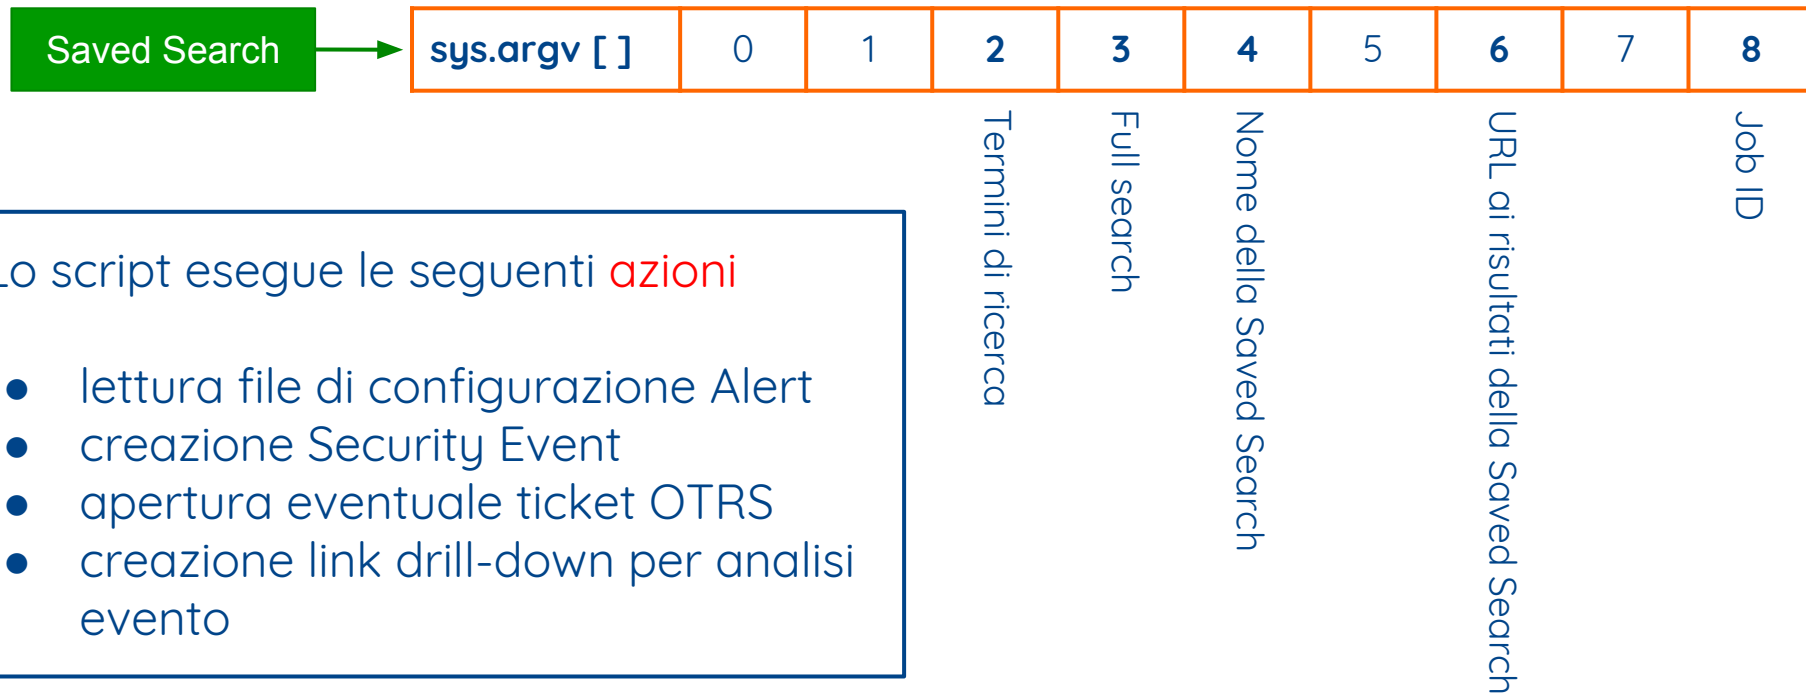 Saved Search
sys.argv [ ] 0 1 2 3 4 5 6 7 8
Termini di ricerca
Full search
Nome della Saved Search
URL ai risultati della Saved Search
Job ID
Lo script esegue le seguenti azioni
● lettura file di configurazione Alert
● creazione Security Event
● apertura eventuale ticket OTRS
● creazione link drill-down per analisi
evento